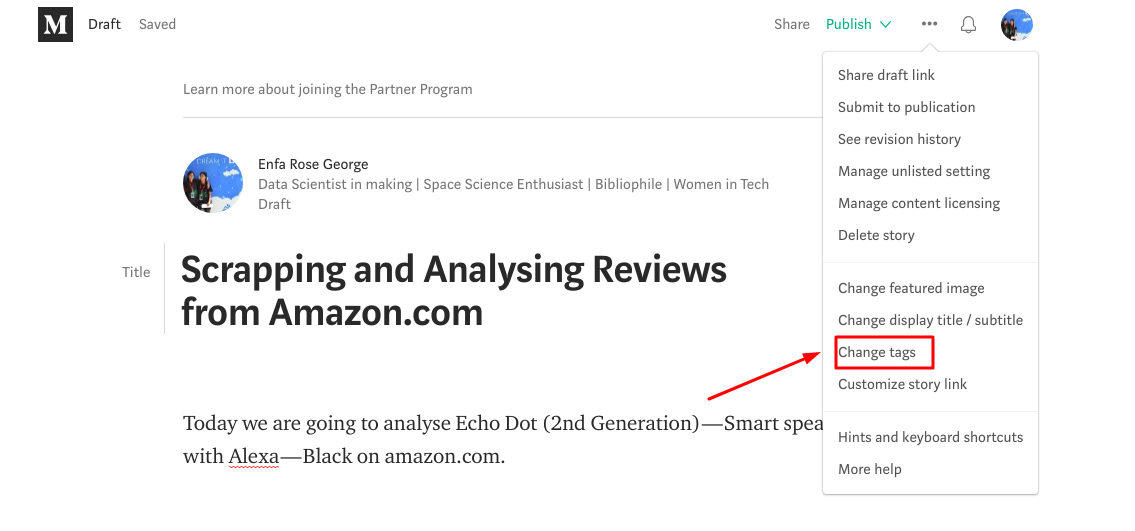 M Draft Saved Share Publish
Learn more about joining the Partner Program
DREAM
Enfa Rose George
Data Scientist in making | Space Science Enthusiast | Bibliophile | Women in Tech
Draft
Title
Scrapping and Analysing Reviews
from Amazon.com
Today we are going to analyse Echo Dot (2nd Generation)—Smart spea
with Alexa—Black on amazon.com.
Share draft link
Submit to publication
See revision history
Manage unlisted setting
Manage content licensing
Delete story
Change featured image
Change display title / subtitle
Change tags
Customize story link
Hints and keyboard shortcuts
More help